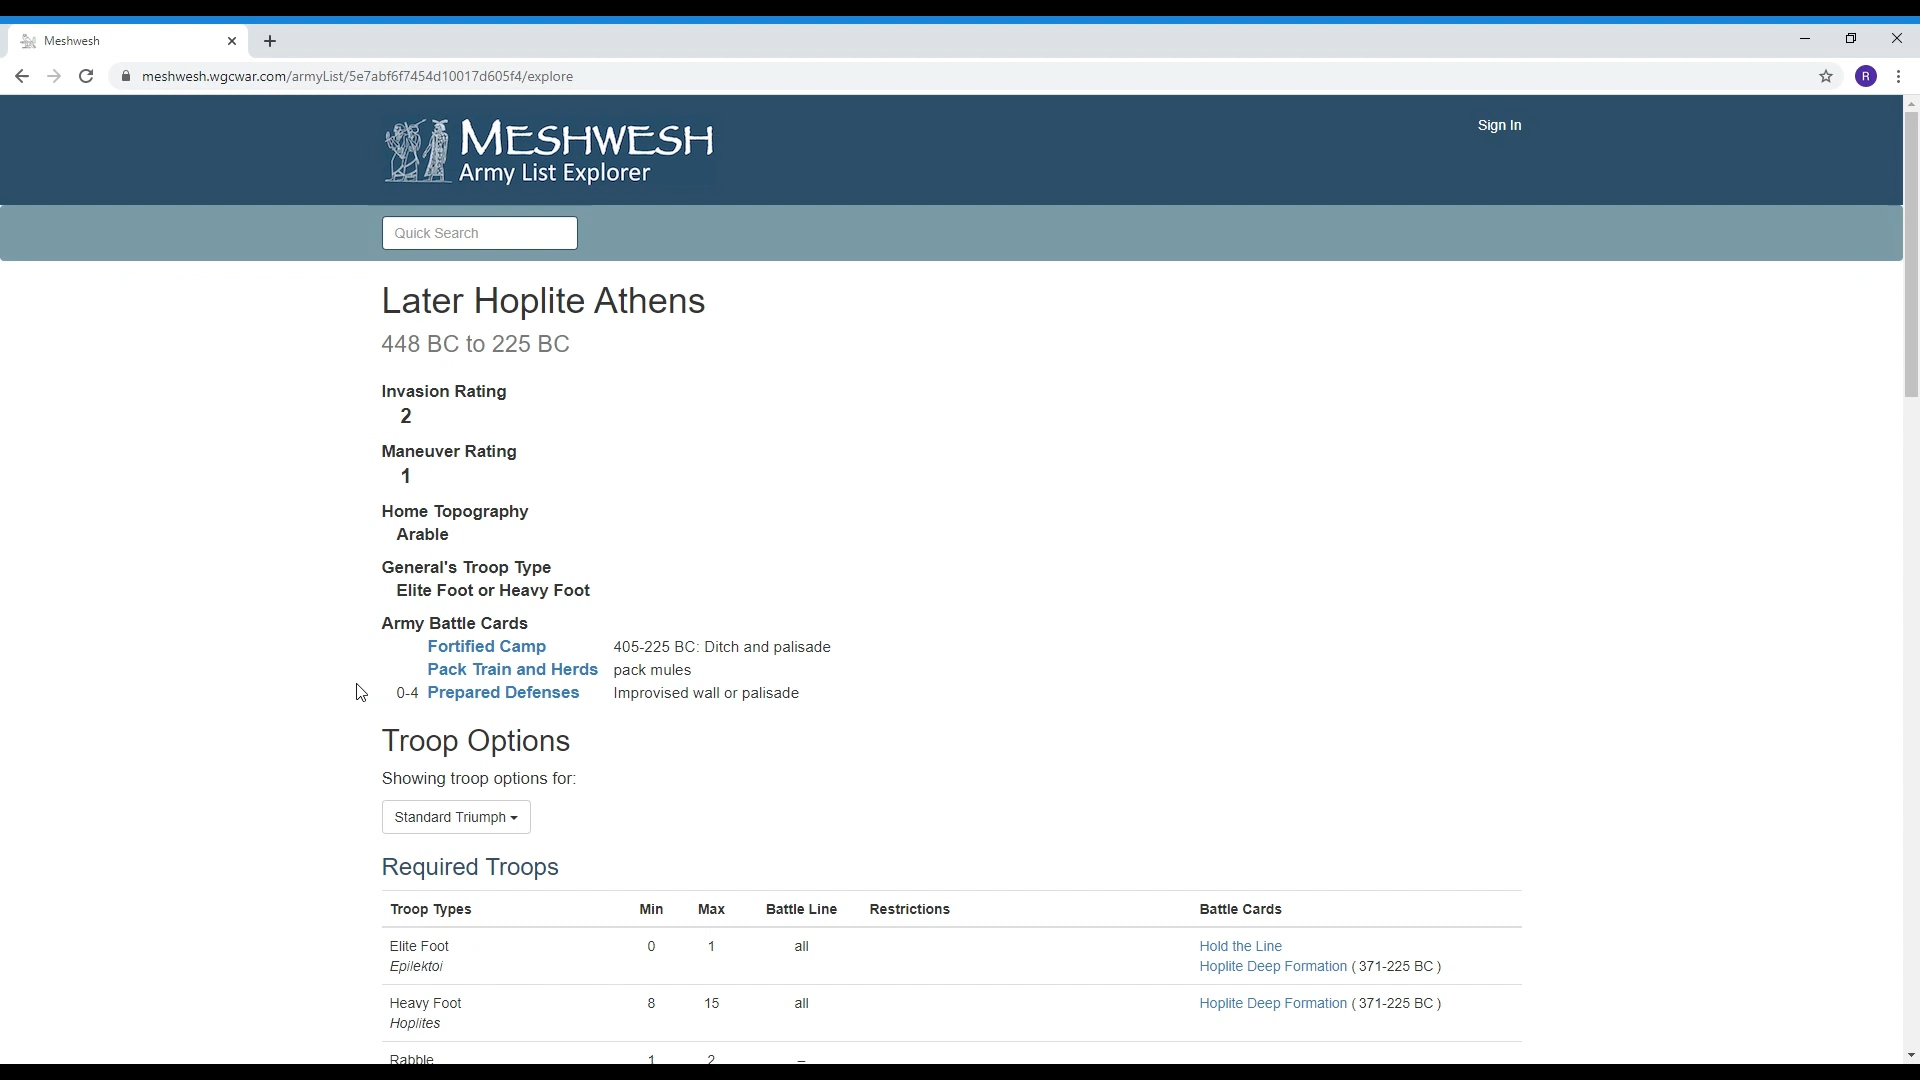 Meshwesh
meshwesh.wgcwar.com/armyList/5e7abf6f7454d10017d605f4/explore
R
MESHWESH
Army List Explorer
Sign In
Quick Search
Later Hoplite Athens
448 BC to 225 BC
Invasion Rating
2
Maneuver Rating
1
Home Topography
Arable
General's Troop Type
Elite Foot or Heavy Foot
Army Battle Cards
Fortified Camp 405-225 BC: Ditch and palisade
Pack Train and Herds pack mules
0-4 Prepared Defenses Improvised wall or palisade
Troop Options
Showing troop options for:
Standard Triumph
Required Troops
Troop Types Min Max Battle Line Restrictions Battle Cards
Elite Foot 0 1 all Hold the Line
Epilektoi Hoplite Deep Formation ( 371-225 BC )
Heavy Foot 8 15 all Hoplite Deep Formation ( 371-225 BC )
Hoplites
Rabble 1 2 –